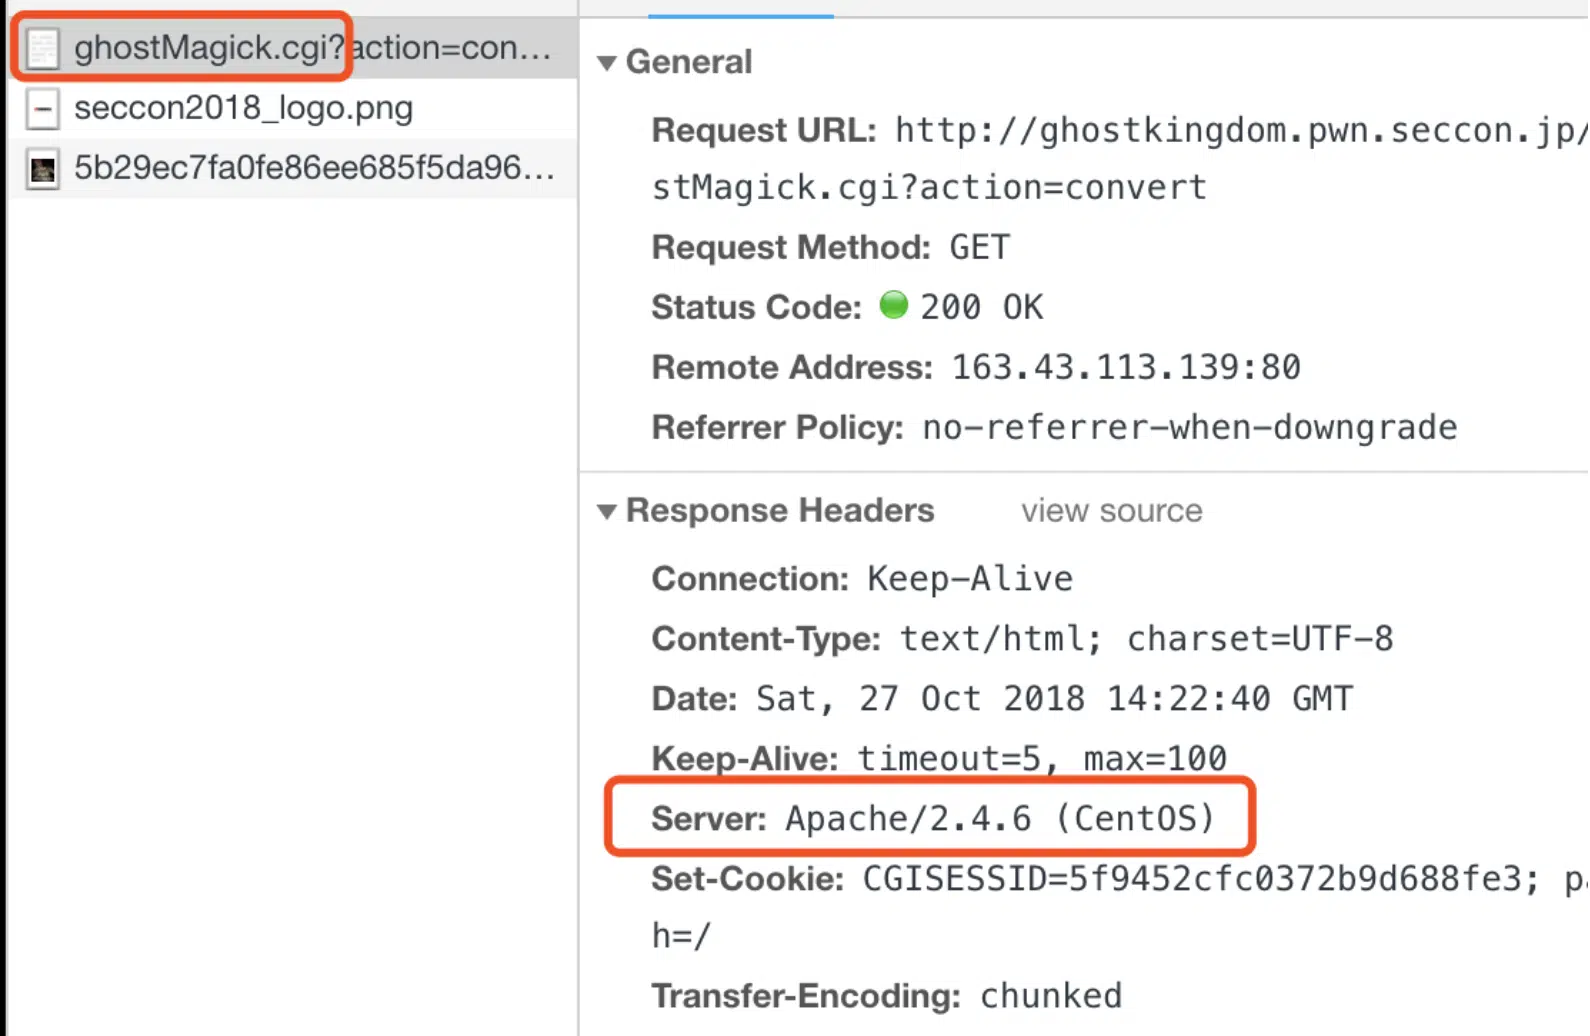 ghostMagick.cgi?action=con...
seccon2018_logo.png
5b29ec7fa0fe86ee685f5da96...
General
Request URL: http://ghostkingdom.pwn.seccon.jp/
stMagick.cgi?action=convert
Request Method: GET
Status Code: 200 OK
Remote Address: 163.43.113.139:80
Referrer Policy: no-referrer-when-downgrade
Response Headers view source
Connection: Keep-Alive
Content-Type: text/html; charset=UTF-8
Date: Sat, 27 Oct 2018 14:22:40 GMT
Keep-Alive: timeout=5, max=100
Server: Apache/2.4.6 (CentOS)
Set-Cookie: CGISESSID=5f9452cfc0372b9d688fe3; pa
h=/
Transfer-Encoding: chunked